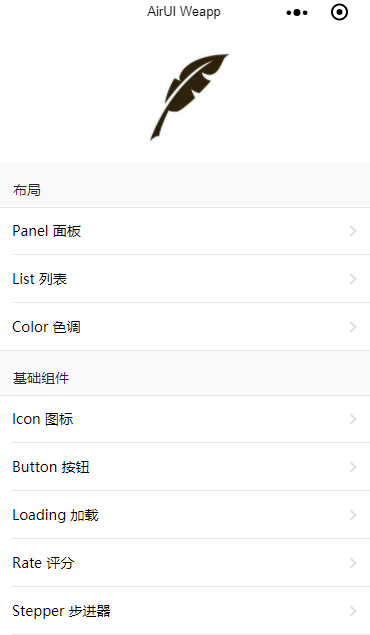 AirUI Weapp
布局
Panel 面板
List 列表
Color 色调
基础组件
Icon 图标
Button 按钮
Loading 加载
Rate 评分
Stepper 步进器